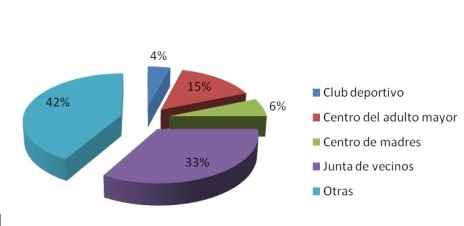 4%
15%
6%
33%
42%
Club deportivo
Centro del adulto mayor
Centro de madres
Junta de vecinos
Otras